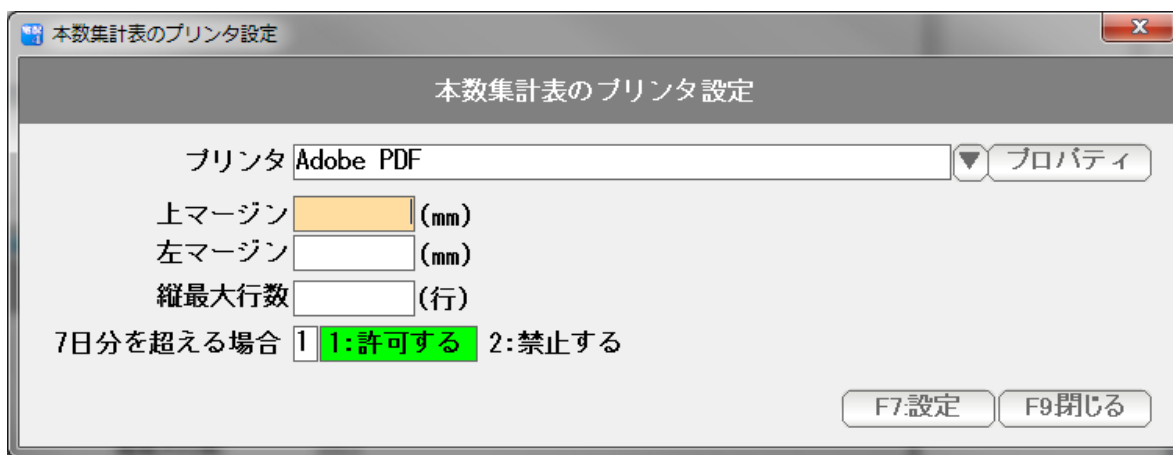 本数集計表のプリンタ設定
本数集計表のプリンタ設定
プリンタ Adobe PDF ▼ プロパティ
上マージン (mm)
左マージン (mm)
縦最大行数 (行)
7日分を超える場合 1 1:許可する 2:禁止する
F7:設定 F9:閉じる